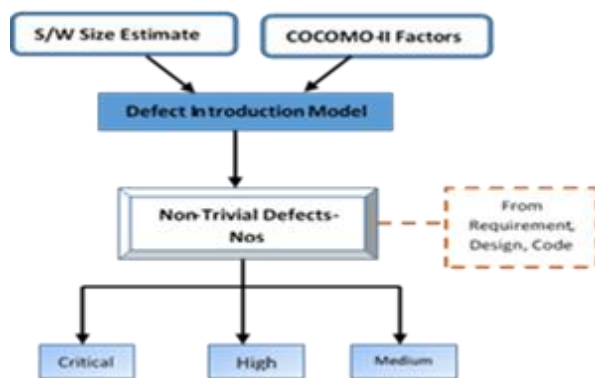 S/W Size Estimate
COCOMO-II Factors
Defect Introduction Model
Non-Trivial Defects-
Nos
From
Requirement,
Design, Code
Critical
High
Medium